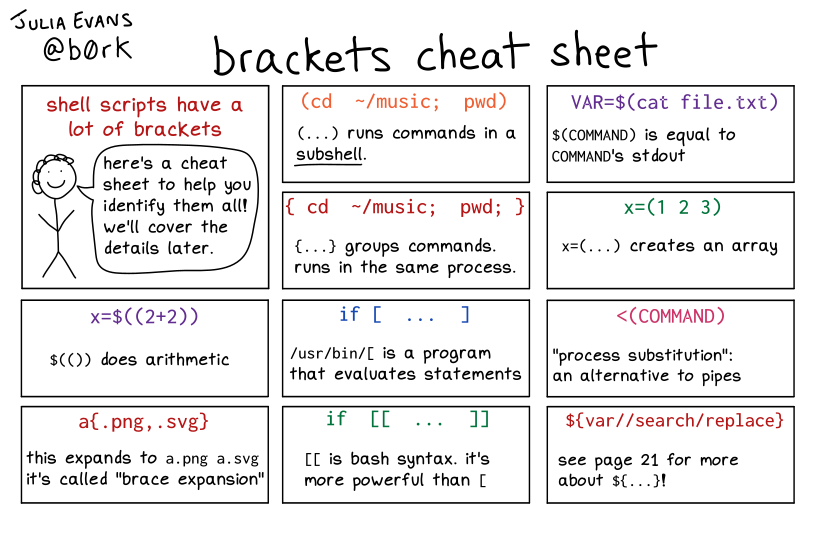 JULIA EVANS
@b0rk
brackets cheat sheet
shell scripts have a
lot of brackets
here's a cheat
sheet to help you
identify them all!
we'll cover the
details later.
(cd ~/music; pwd)
(...) runs commands in a
subshell.
VAR=$(cat file.txt)
$(COMMAND) is equal to
COMMAND's stdout
{ cd ~/music; pwd; }
{...} groups commands.
runs in the same process.
x=(1 2 3)
x=(...) creates an array
x=$((2+2))
$(()) does arithmetic
if [ ... ]
/usr/bin/[ is a program
that evaluates statements
<(COMMAND)
"process substitution":
an alternative to pipes
a{.png,.svg}
this expands to a.png a.svg
it's called "brace expansion"
if [[ ... ]]
[[ is bash syntax. it's
more powerful than [
${var//search/replace}
see page 21 for more
about ${...}!